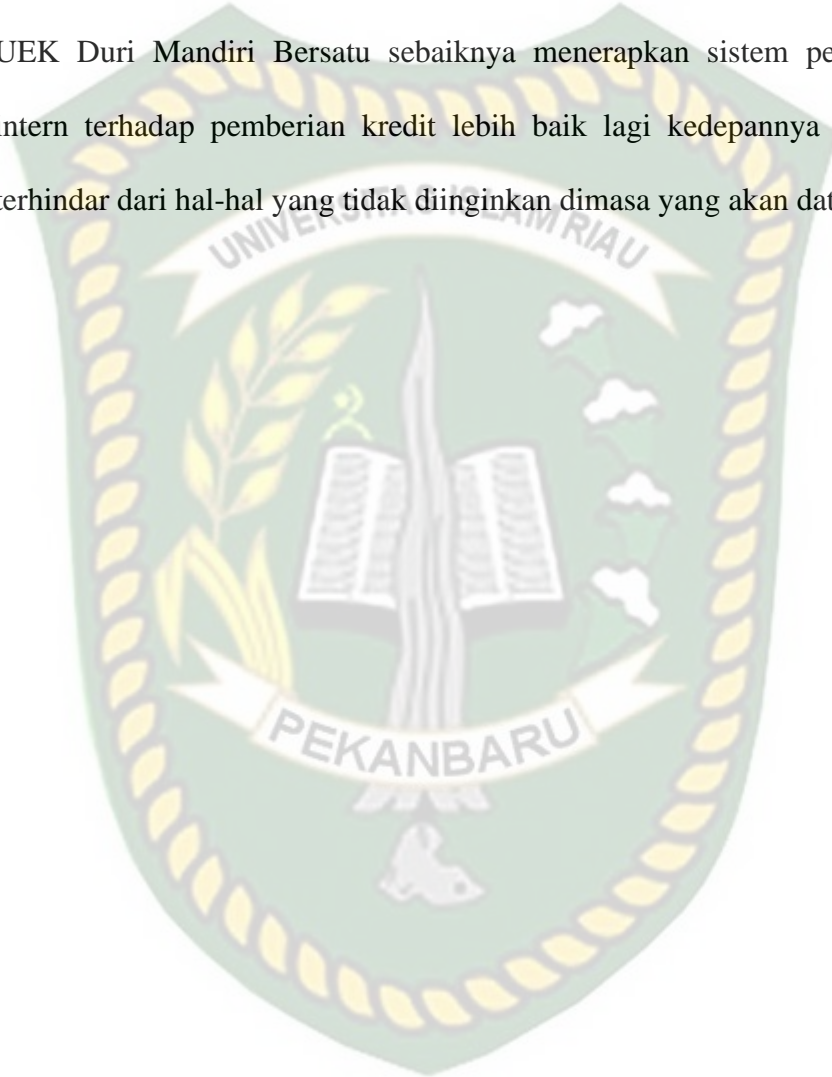 UEK Duri Mandiri Bersatu sebaiknya menerapkan sistem pe
intern terhadap pemberian kredit lebih baik lagi kedepannya
terhindar dari hal-hal yang tidak diinginkan dimasa yang akan dat
UNIVERSITAS ISLAM RIAU
PEKANBARU